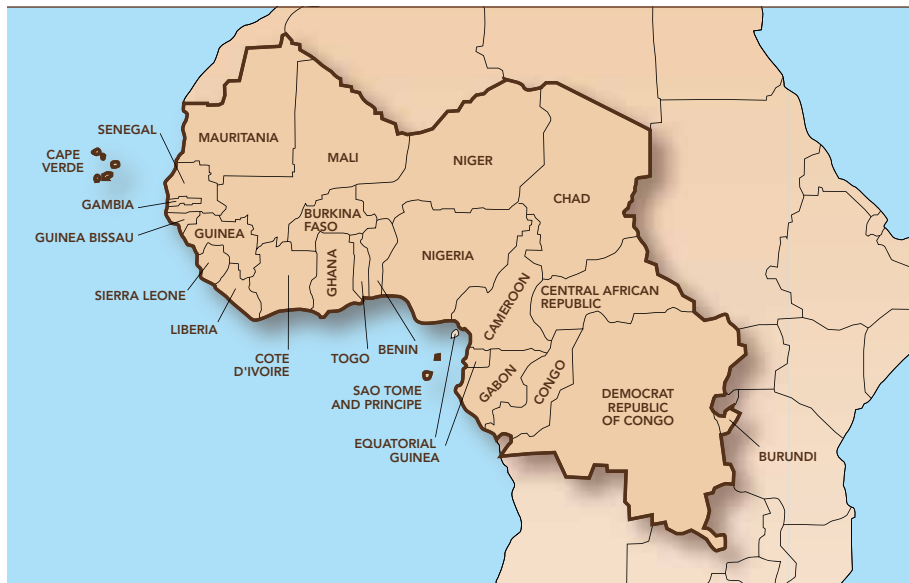 SENEGAL
MAURITANIA
CAPE
VERDE
MALI
NIGER
CHAD
GAMBIA
BURKINA
FASO
GUINEA BISSAU
GUINEA
GHANA
NIGERIA
CAMEROON
CENTRAL AFRICAN
REPUBLIC
SIERRA LEONE
LIBERIA
COTE
D'IVOIRE
TOGO
BENIN
SAO TOME
AND PRINCIPE
GABON
CONGO
DEMOCRAT
REPUBLIC
OF CONGO
EQUATORIAL
GUINEA
BURUNDI